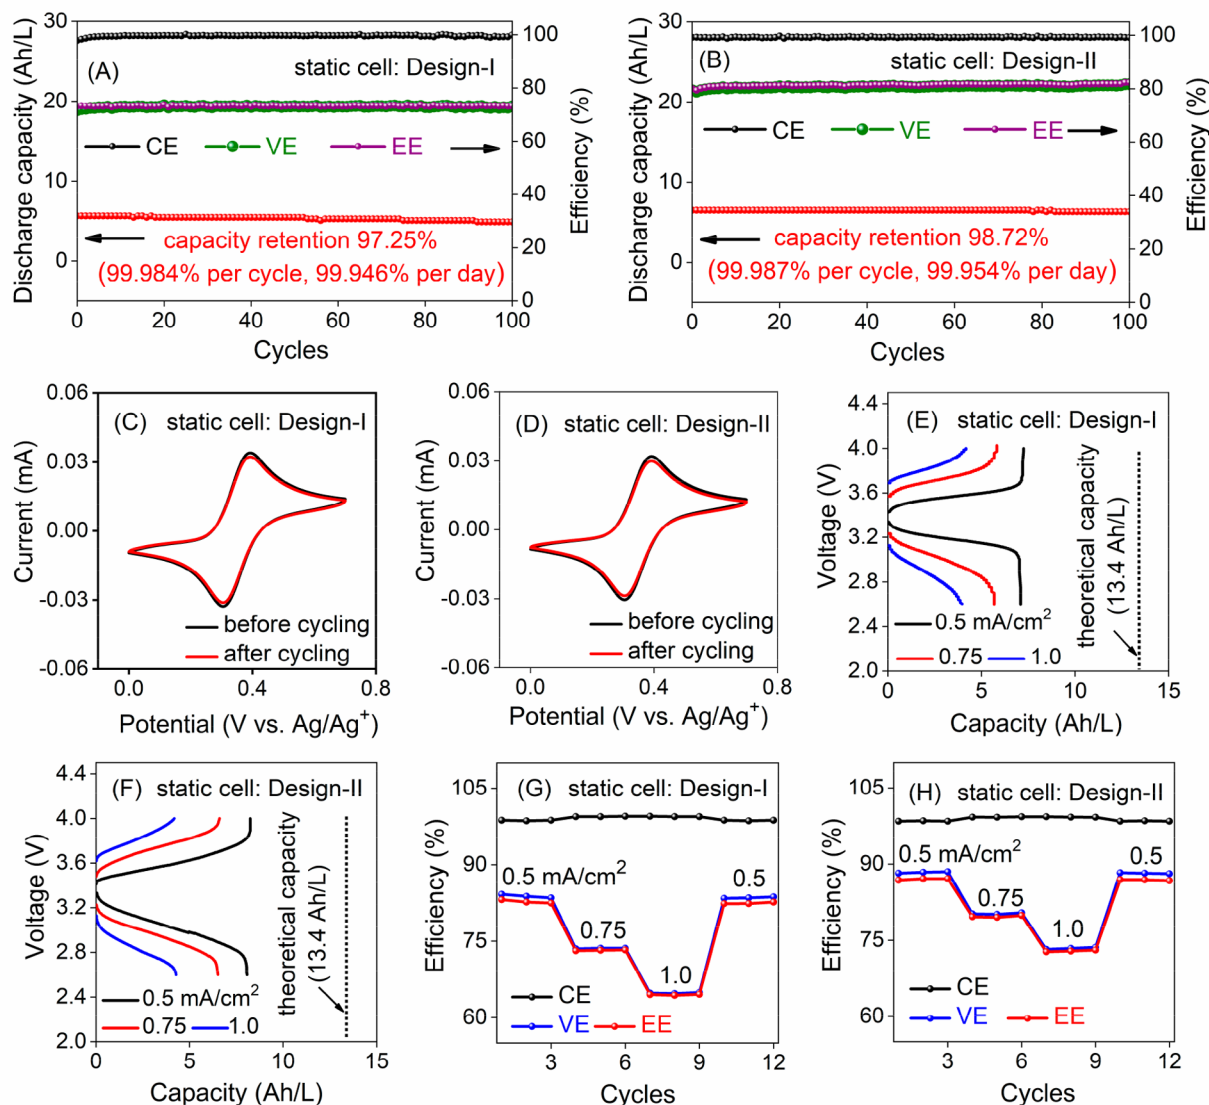 30
20
10
0
Discharge capacity (Ah/L)
(A)
static cell: Design-I
CE VE EE
capacity retention 97.25%
(99.984% per cycle, 99.946% per day)
100
80
60
40
20
0
Efficiency (%)
0 20 40 60 80 100
Cycles
30
20
10
0
Discharge capacity (Ah/L)
(B)
static cell: Design-II
CE VE EE
capacity retention 98.72%
(99.987% per cycle, 99.954% per day)
100
80
60
40
20
0
Efficiency (%)
0 20 40 60 80 100
Cycles
0.06
0.03
0.00
-0.03
-0.06
Current (mA)
(C) static cell: Design-I
before cycling
after cycling
0.0 0.4 0.8
Potential (V vs. Ag/Ag⁺)
0.06
0.03
0.00
-0.03
-0.06
Current (mA)
(D) static cell: Design-II
before cycling
after cycling
0.0 0.4 0.8
Potential (V vs. Ag/Ag⁺)
4.4
4.0
3.6
3.2
2.8
2.4
2.0
Voltage (V)
(E) static cell: Design-I
theoretical capacity
(13.4 Ah/L)
0.5 mA/cm²
0.75 1.0
0 5 10 15
Capacity (Ah/L)
4.4
4.0
3.6
3.2
2.8
2.4
2.0
Voltage (V)
(F) static cell: Design-II
theoretical capacity
(13.4 Ah/L)
0.5 mA/cm²
0.75 1.0
0 5 10 15
Capacity (Ah/L)
105
90
75
60
Efficiency (%)
(G) static cell: Design-I
0.5 mA/cm²
0.5
0.75
1.0
CE
VE EE
3 6 9 12
Cycles
105
90
75
60
Efficiency (%)
(H) static cell: Design-II
0.5 mA/cm²
0.5
0.75
1.0
CE
VE EE
3 6 9 12
Cycles